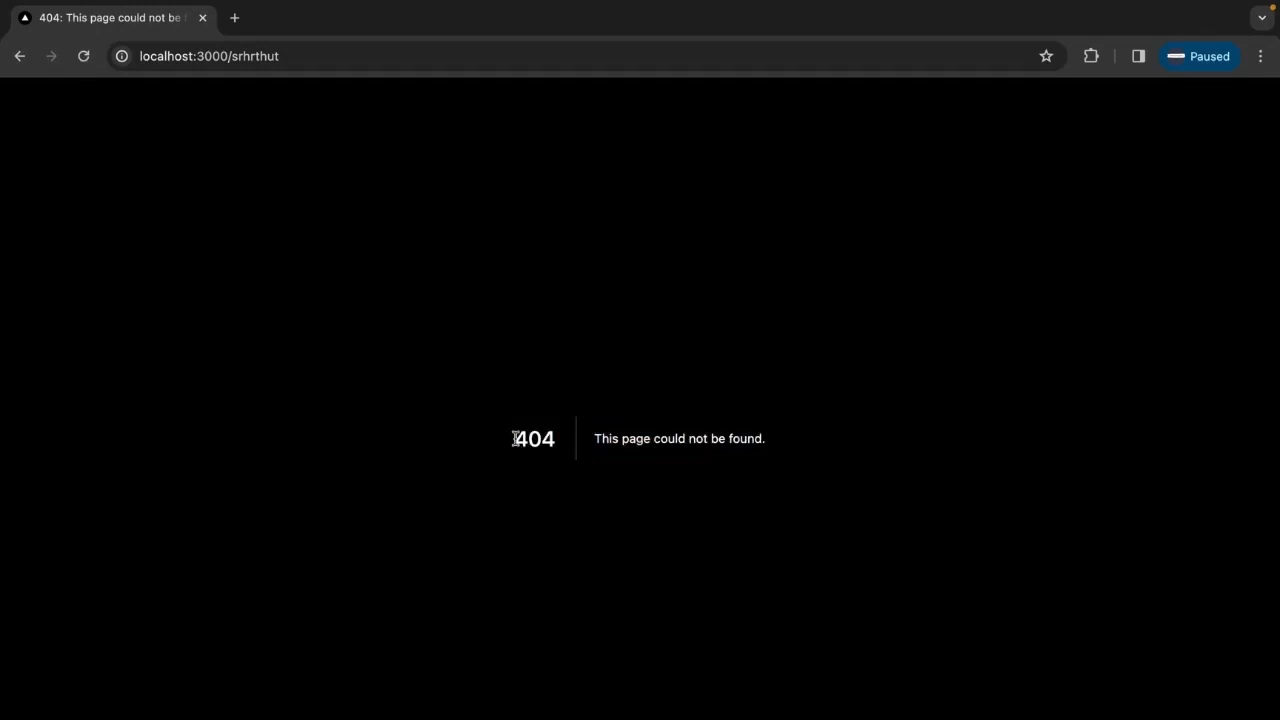 404: This page could not be
localhost:3000/srhrthut
Paused
404
This page could not be found.